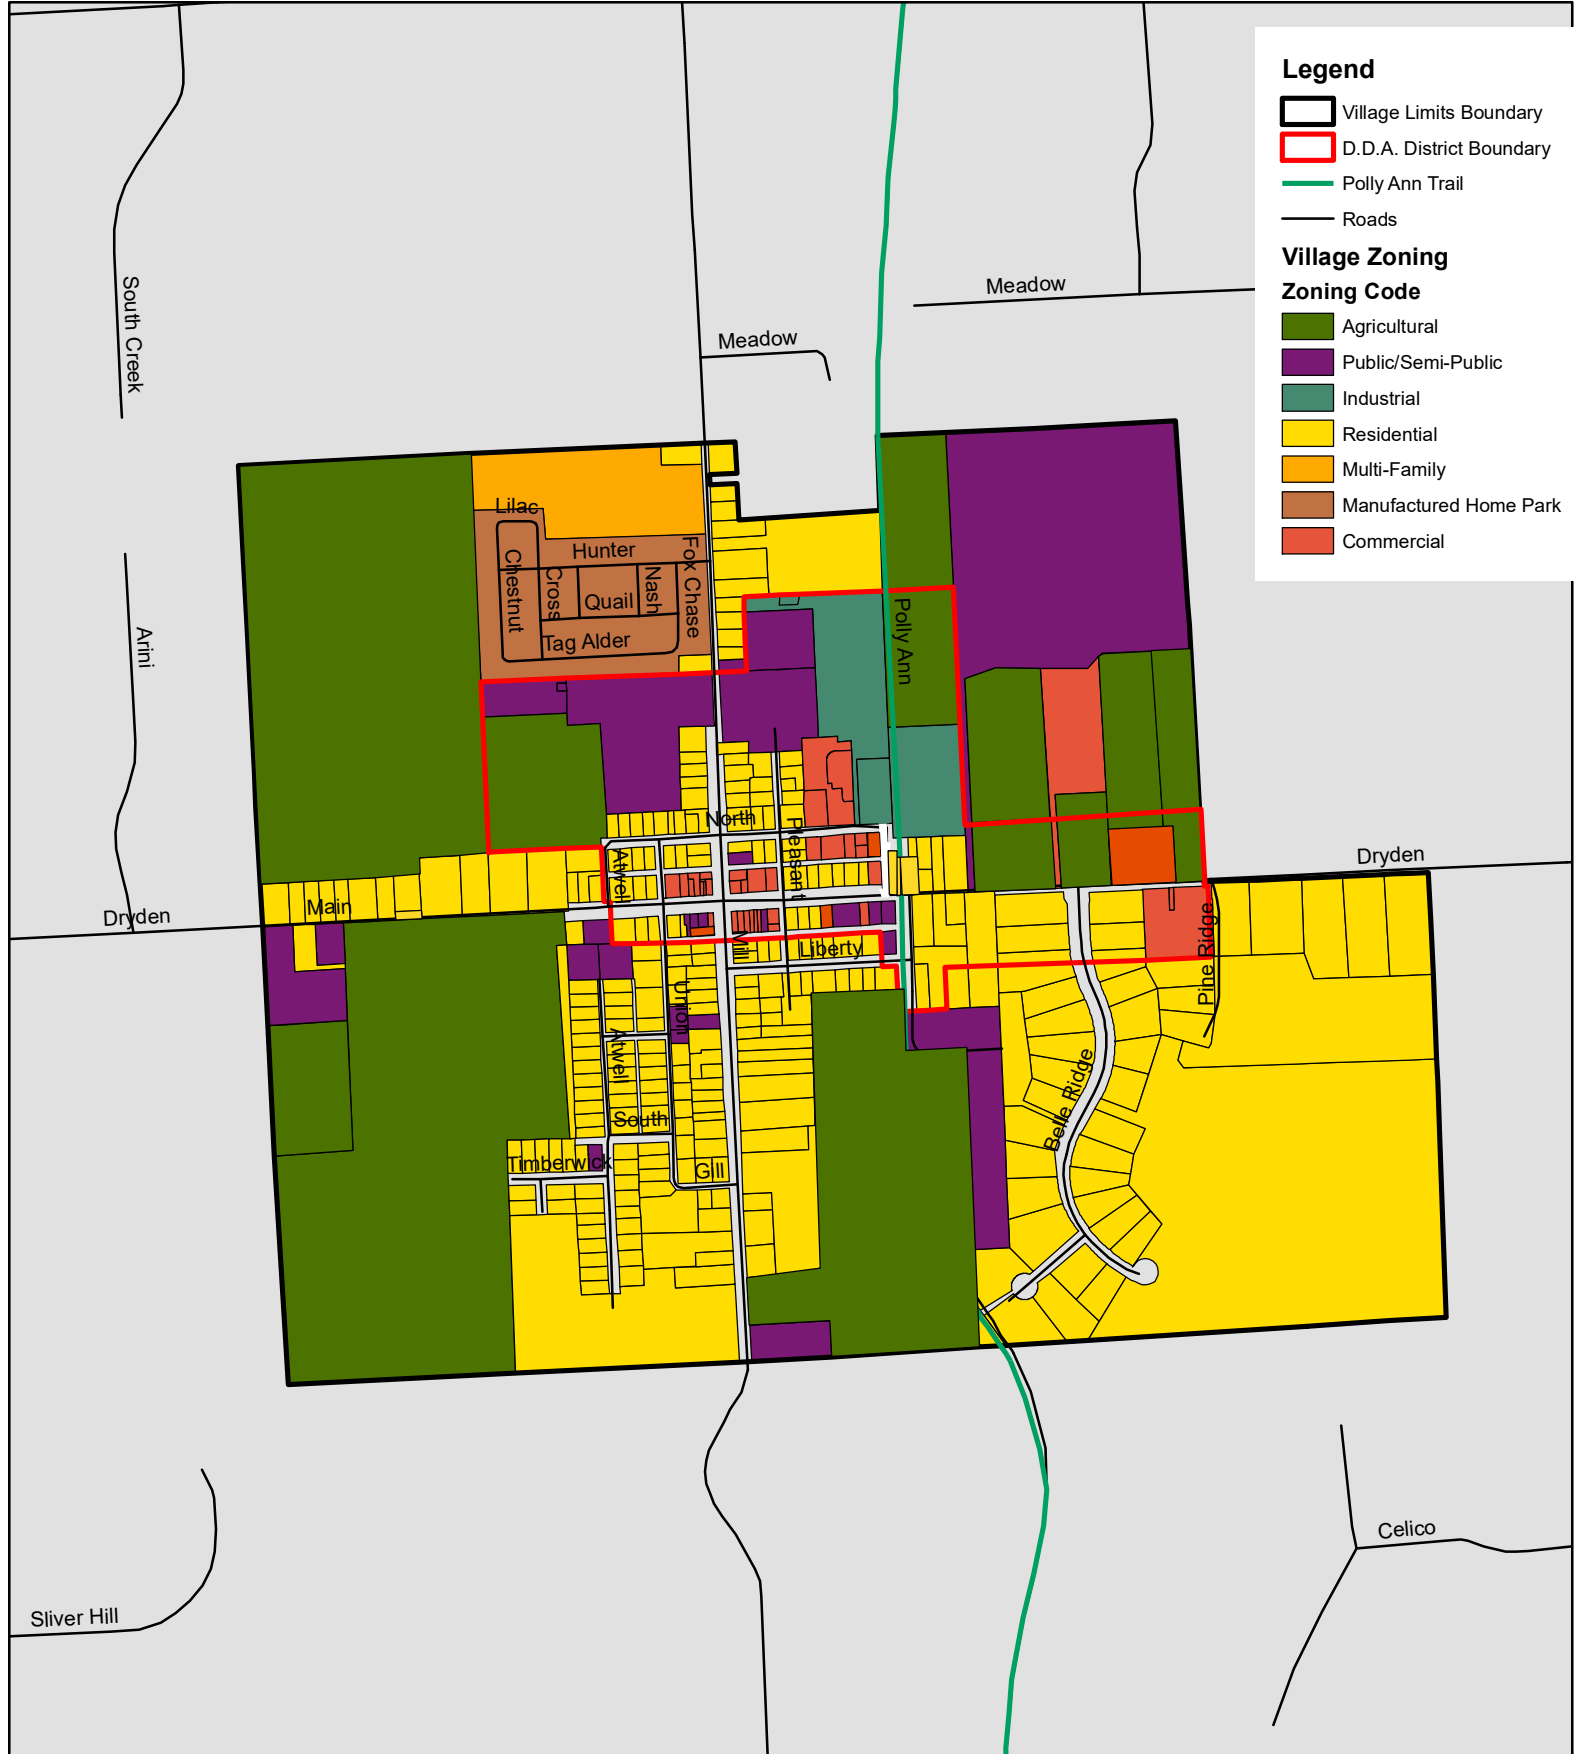 Legend
Village Limits Boundary
D.D.A. District Boundary
Polly Ann Trail
Roads
Village Zoning
Zoning Code
Agricultural
Public/Semi-Public
Industrial
Residential
Multi-Family
Manufactured Home Park
Commercial
South Creek
Meadow
Meadow
Lilac
Hunter
Fox Chase
Chestnut
Cross
Nash
Quail
Tag Alder
Polly Ann
Arini
North
Pleasant
Atwell
Dryden
Main
Dryden
Mill
Liberty
Pine Ridge
Union
Atwell
Belle Ridge
South
Timberwick
Gill
Celico
Sliver Hill